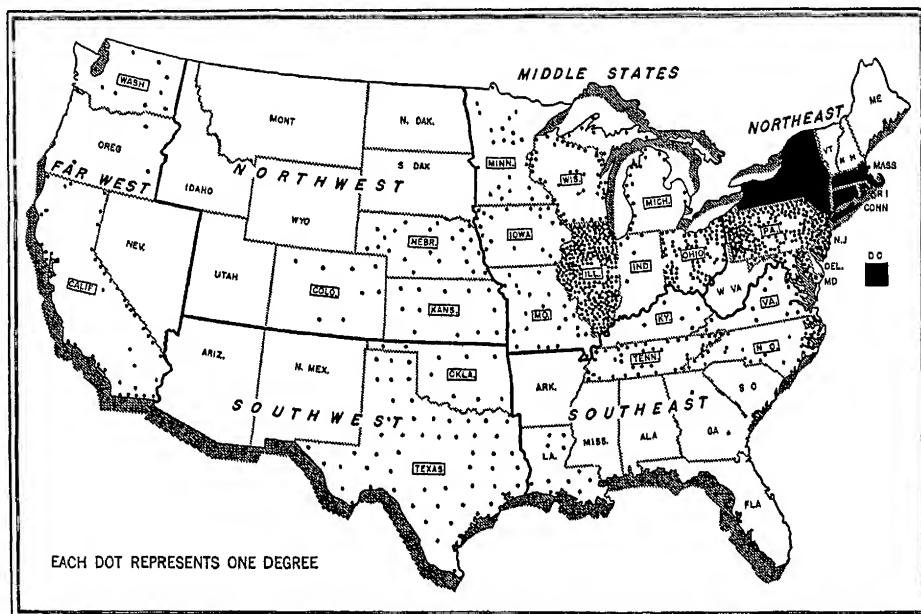 MIDDLE STATES
NORTHEAST
FAR WEST
NORTHWEST
SOUTHWEST
SOUTHEAST
WASH
OREG
CALIF.
NEV.
IDAHO
MONT
WYO
UTAH
COLO.
ARIZ.
N. MEX.
N. DAK.
S DAK
NEBR.
KANS.
OKLA.
TEXAS
MINN.
IOWA
MO.
ARK.
LA.
WIS.
ILL.
MICH.
IND
OHIO
KY.
TENN.
MISS.
ALA
GA
FLA
S C
N C
VA.
W VA
PA.
ME
VT
N H
MASS
R I
CONN
N.J
DEL.
MD
D C
EACH DOT REPRESENTS ONE DEGREE